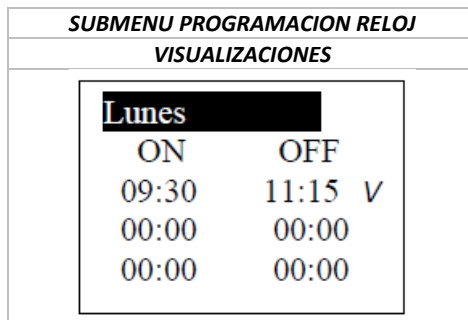 SUBMENU PROGRAMACION RELOJ
VISUALIZACIONES
Lunes
ON OFF
09:30 11:15 V
00:00 00:00
00:00 00:00